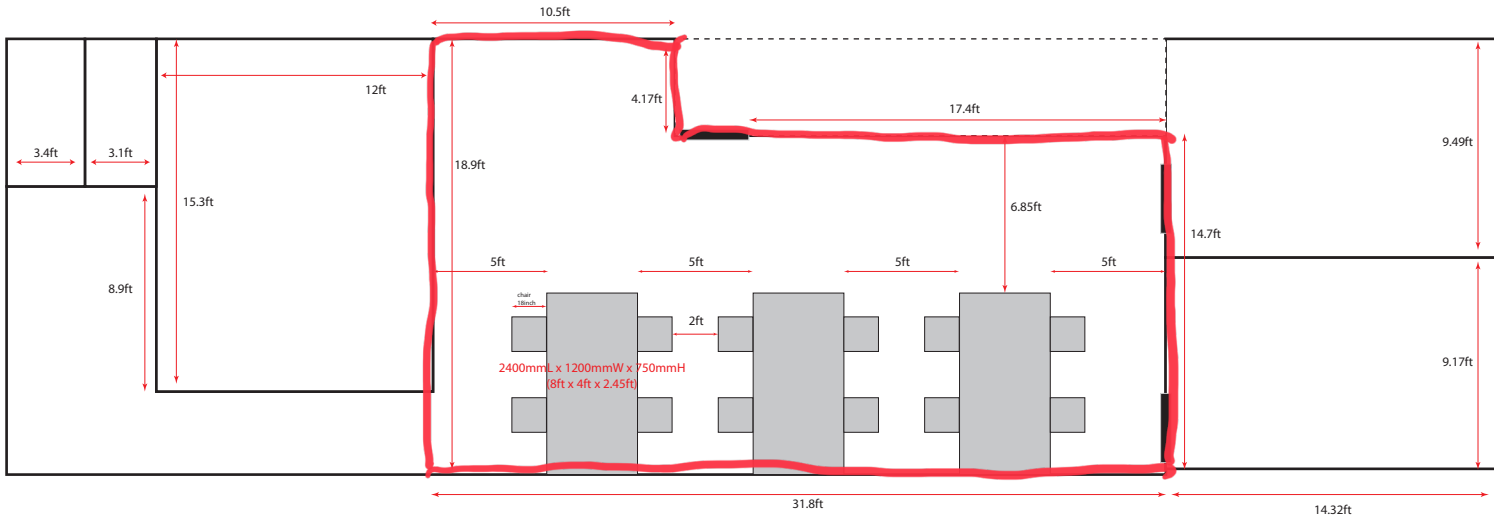 10.5ft
12ft
4.17ft
17.4ft
3.4ft
3.1ft
18.9ft
9.49ft
15.3ft
6.85ft
14.7ft
5ft
5ft
5ft
5ft
8.9ft
chair
18inch
2ft
2400mmL x 1200mmW x 750mmH
(8ft x 4ft x 2.45ft)
9.17ft
31.8ft
14.32ft